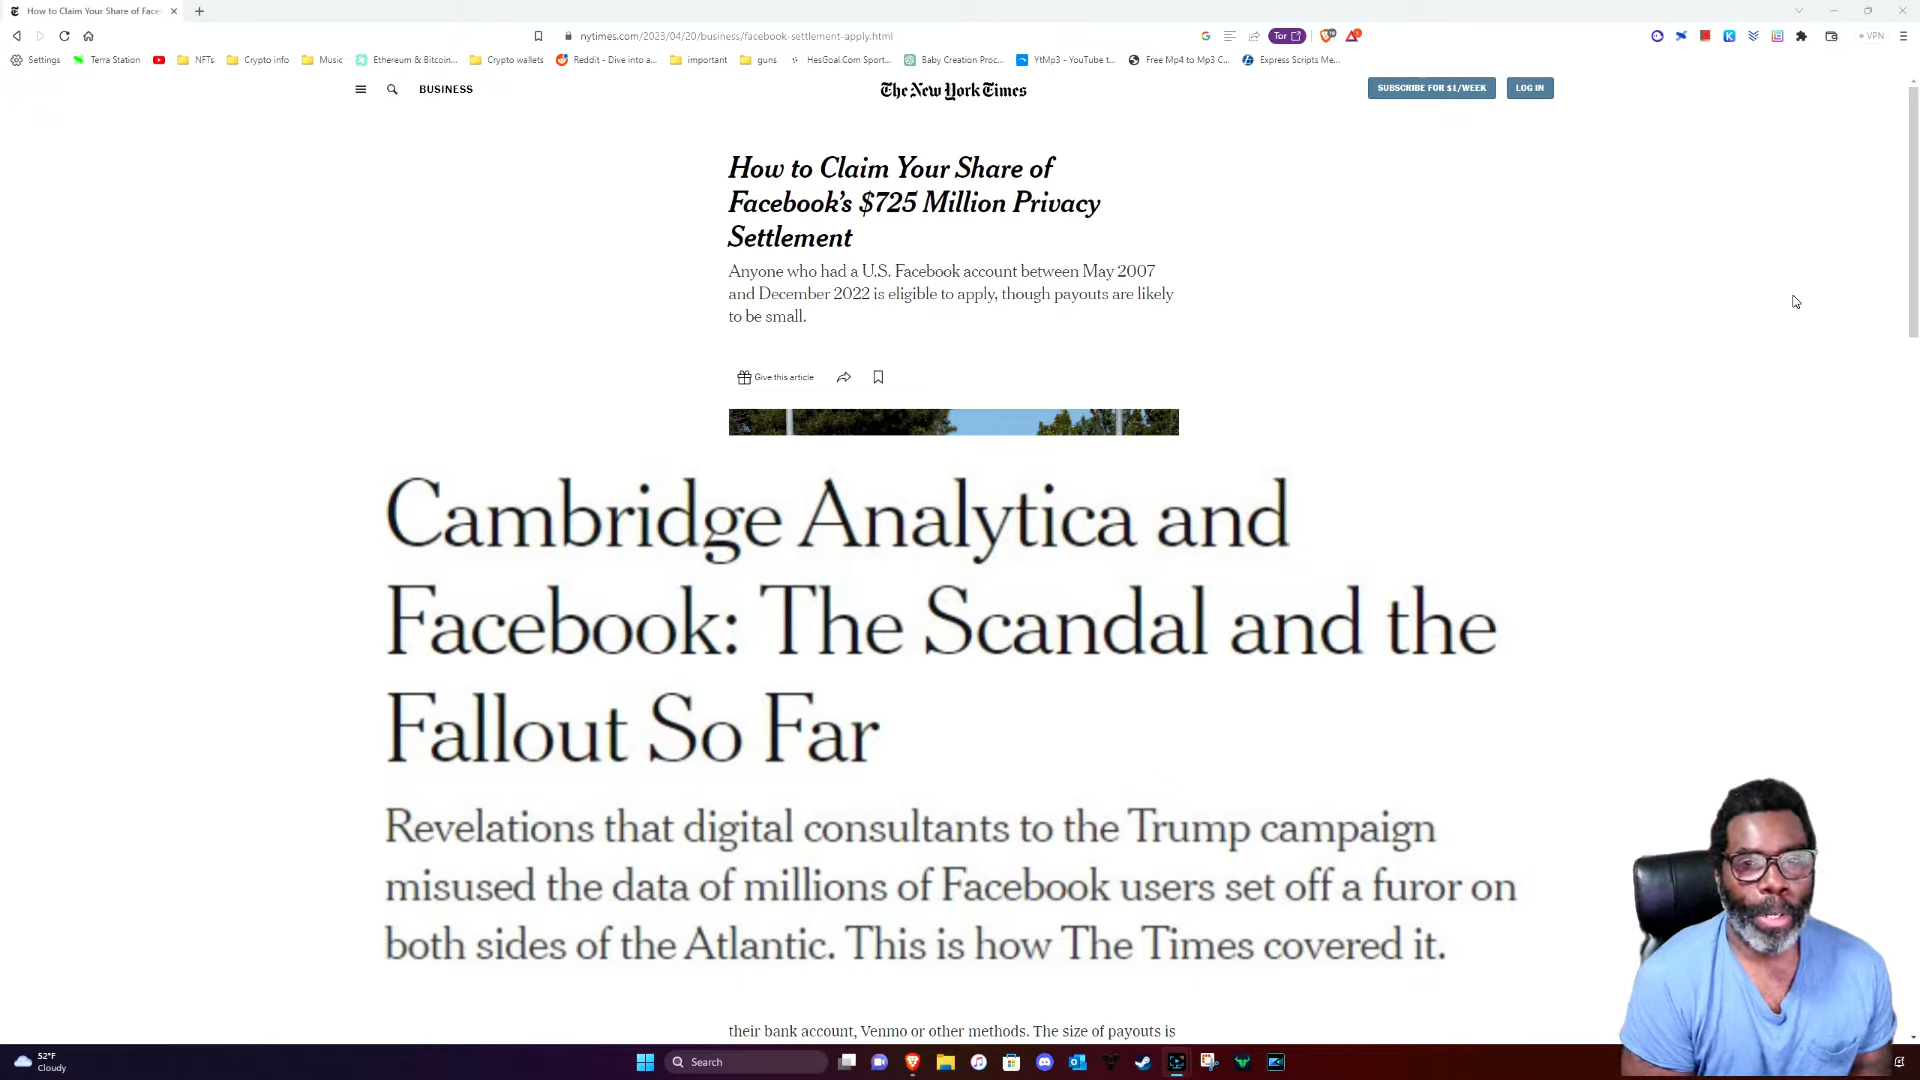 How to Claim Your Share of Face
nytimes.com/2023/04/20/business/facebook-settlement-apply.html
Tor
VPN
Settings
Terra Station
NFTs
Crypto info
Music
Ethereum & Bitcoin...
Crypto wallets
Reddit - Dive into a...
important
guns
HesGoal.Com Sport...
Baby Creation Proc...
YtMp3 - YouTube t...
Free Mp4 to Mp3 C...
Express Scripts Me...
BUSINESS
The New York Times
SUBSCRIBE FOR $1/WEEK
LOG IN
How to Claim Your Share of
Facebook’s $725 Million Privacy
Settlement
Anyone who had a U.S. Facebook account between May 2007
and December 2022 is eligible to apply, though payouts are likely
to be small.
Give this article
Cambridge Analytica and
Facebook: The Scandal and the
Fallout So Far
Revelations that digital consultants to the Trump campaign
misused the data of millions of Facebook users set off a furor on
both sides of the Atlantic. This is how The Times covered it.
their bank account, Venmo or other methods. The size of payouts is
52°F
Cloudy
Search